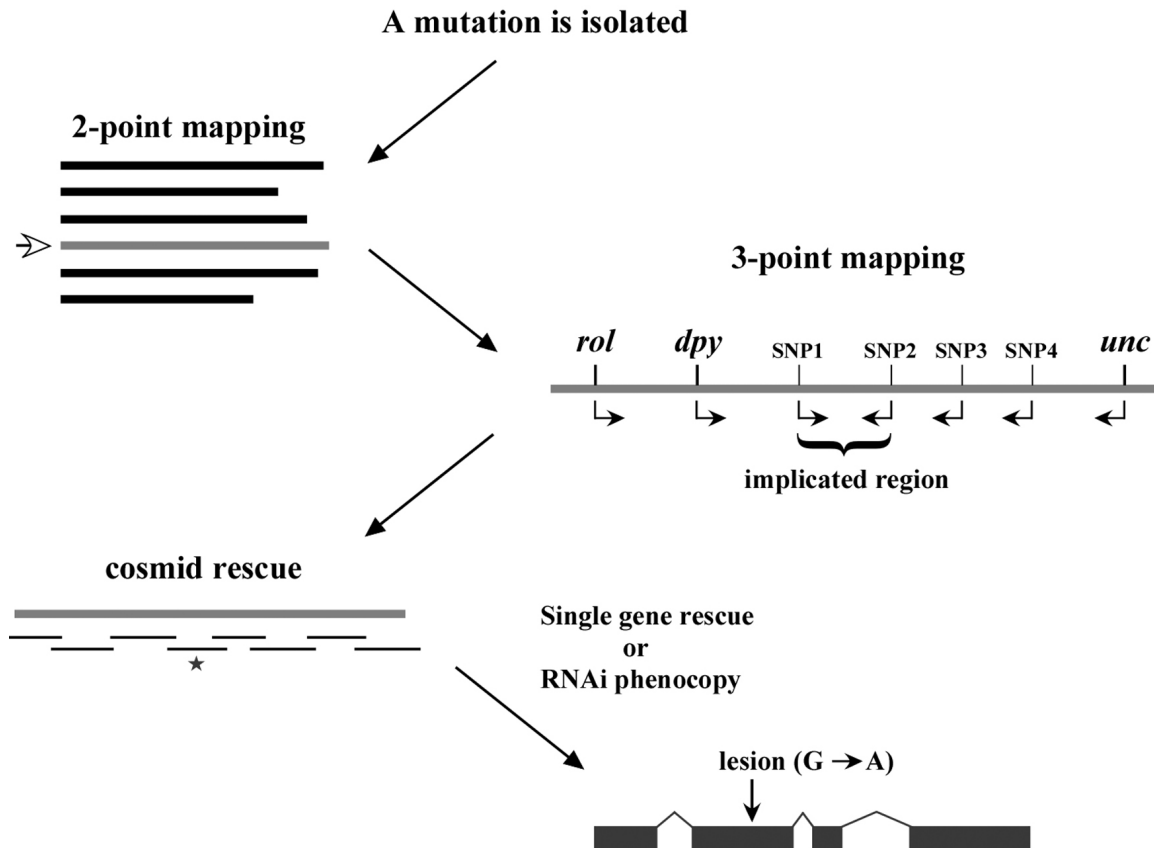 A mutation is isolated
2-point mapping
3-point mapping
rol dpy SNP1 SNP2 SNP3 SNP4 unc
implicated region
cosmid rescue
Single gene rescue
or
RNAi phenocopy
lesion (G → A)